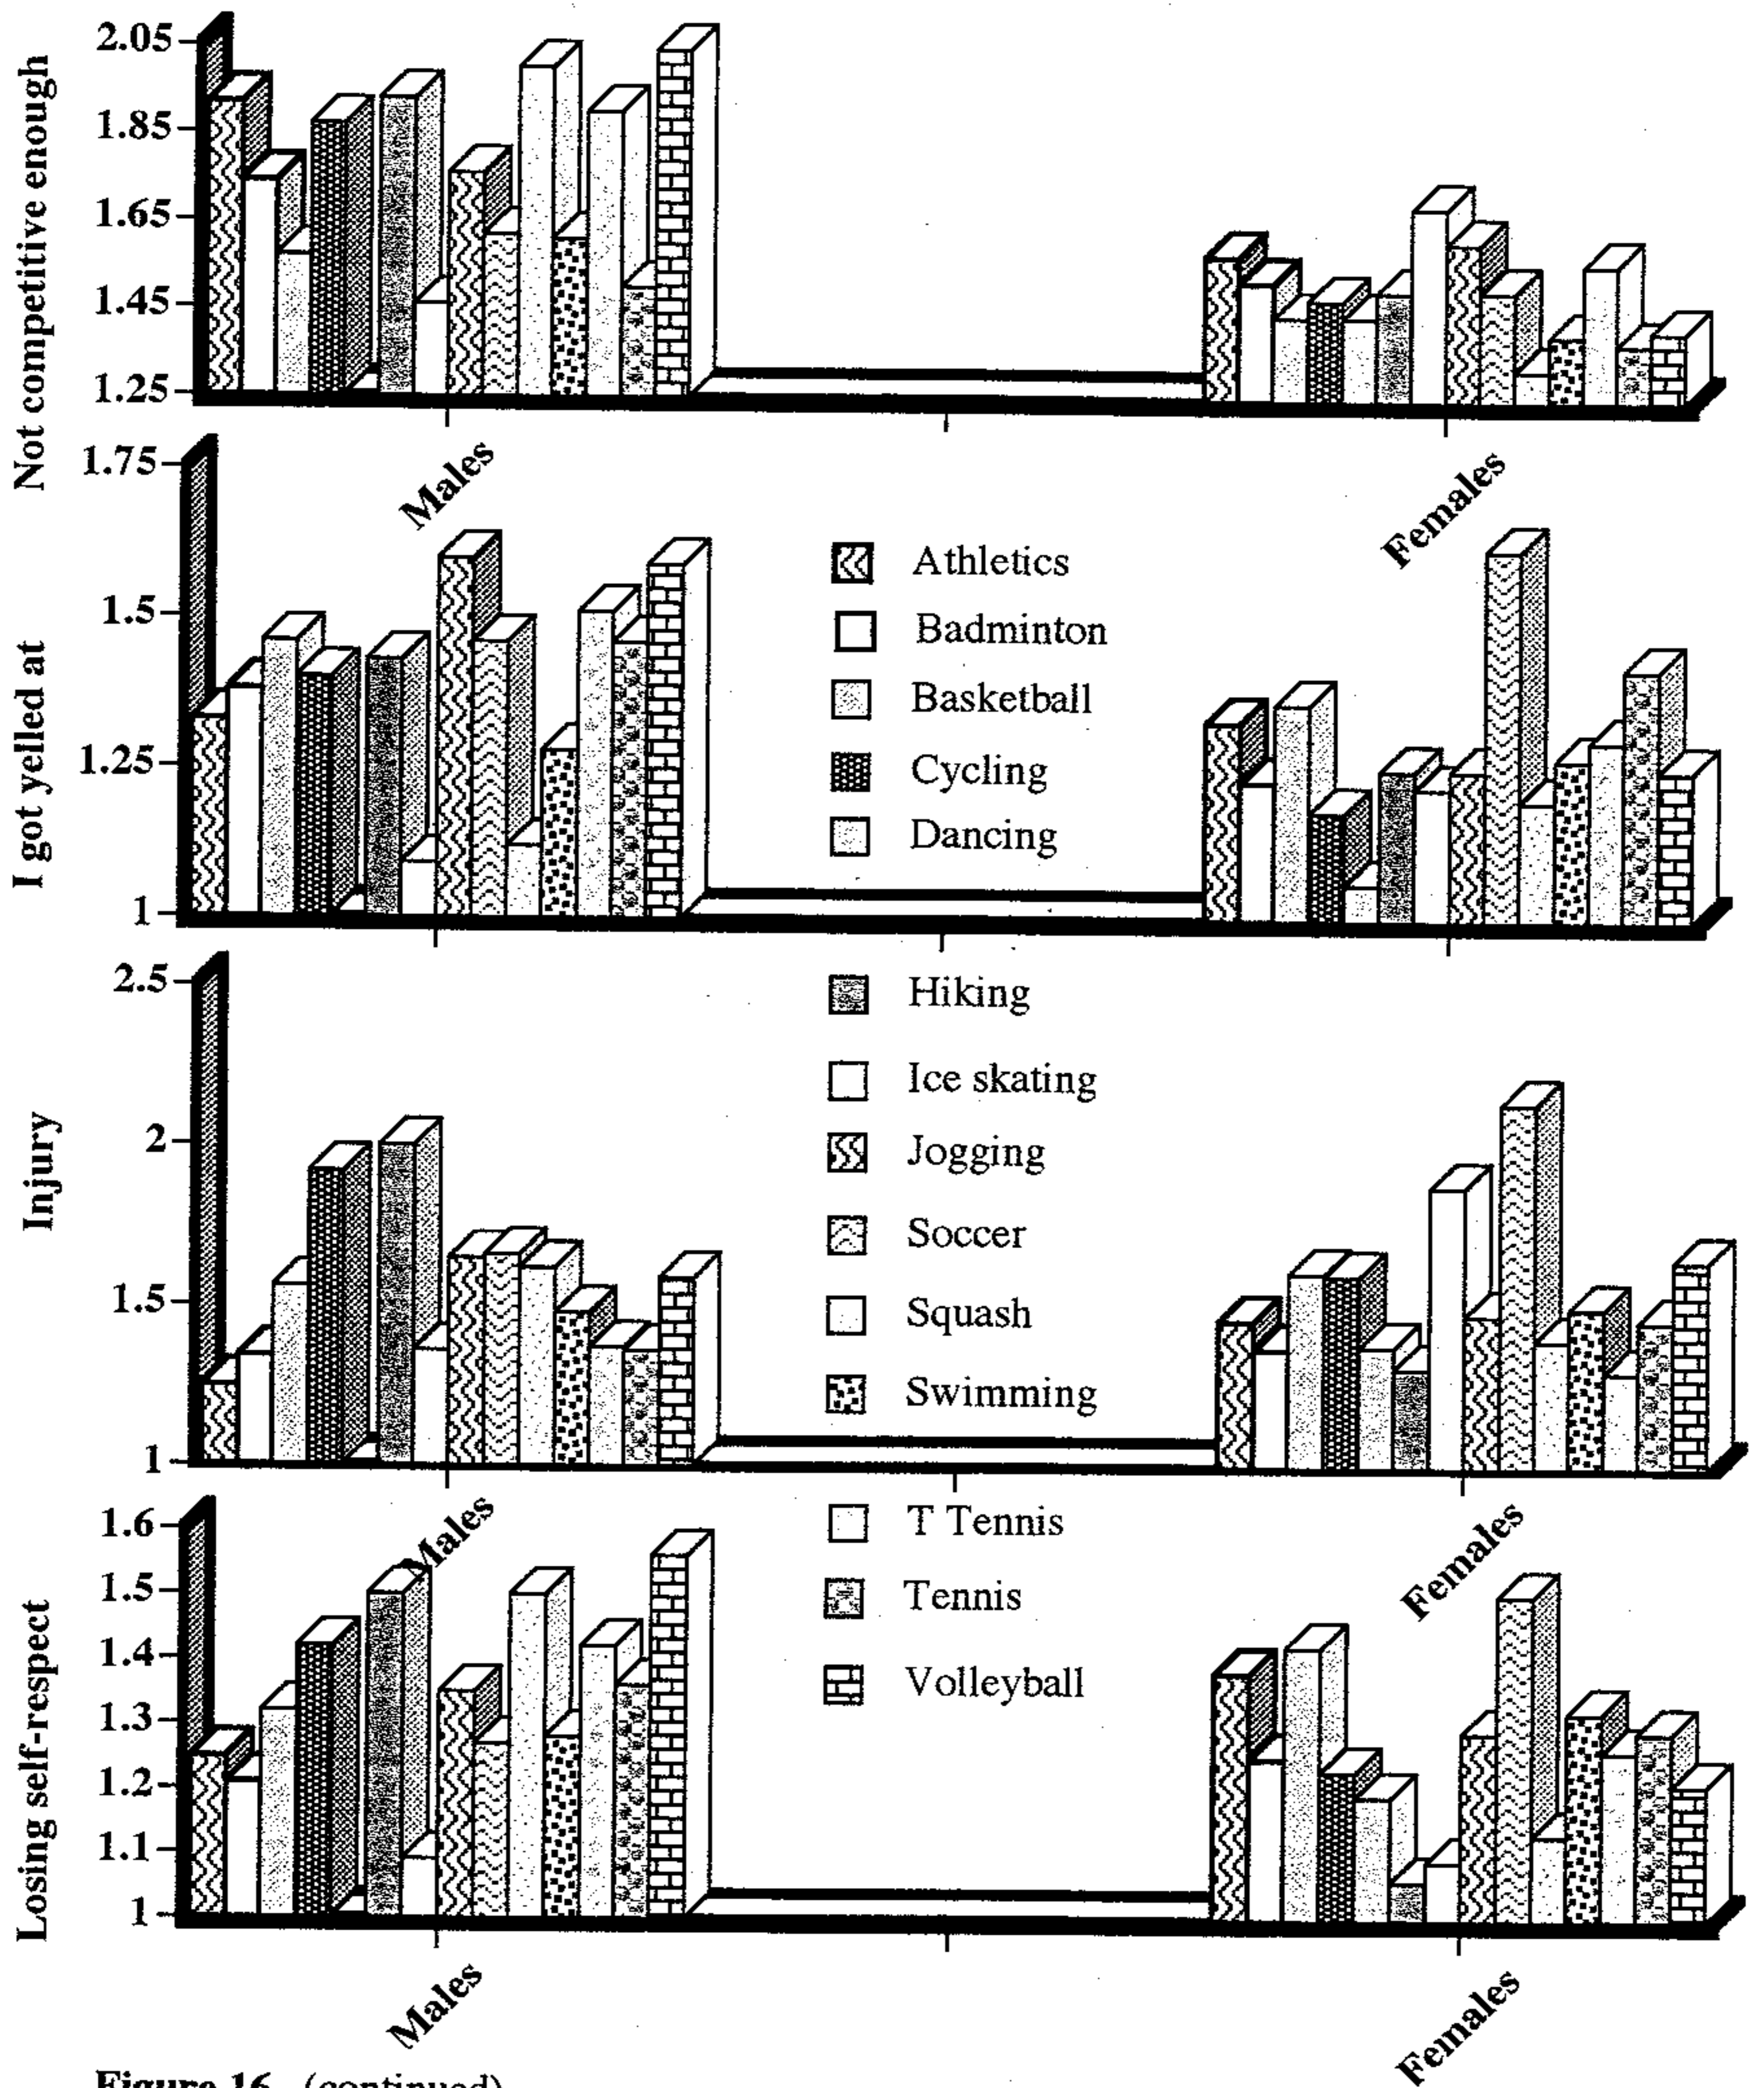 Not competitive enough
2.05
1.85
1.65
1.45
1.25
Males
Females
I got yelled at
1.75
1.5
1.25
1
Athletics
Badminton
Basketball
Cycling
Dancing
Injury
2.5
2
1.5
1
Hiking
Ice skating
Jogging
Soccer
Squash
Swimming
Males
Females
Losing self-respect
1.6
1.5
1.4
1.3
1.2
1.1
1
T Tennis
Tennis
Volleyball
Males
Females
Figure 16 (continued)